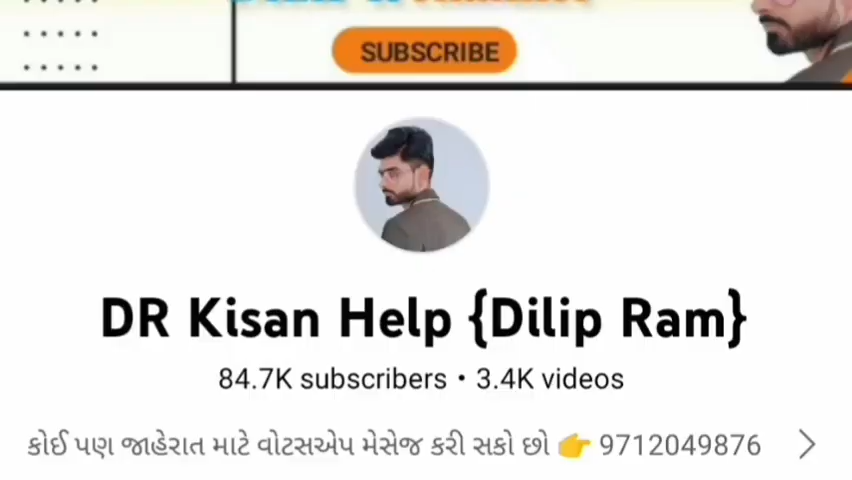 SUBSCRIBE
DR Kisan Help {Dilip Ram}
84.7K subscribers • 3.4K videos
કોઈ પણ જાહેરાત માટે વોટસએપ મેસેજ કરી સકો છો 👉 9712049876